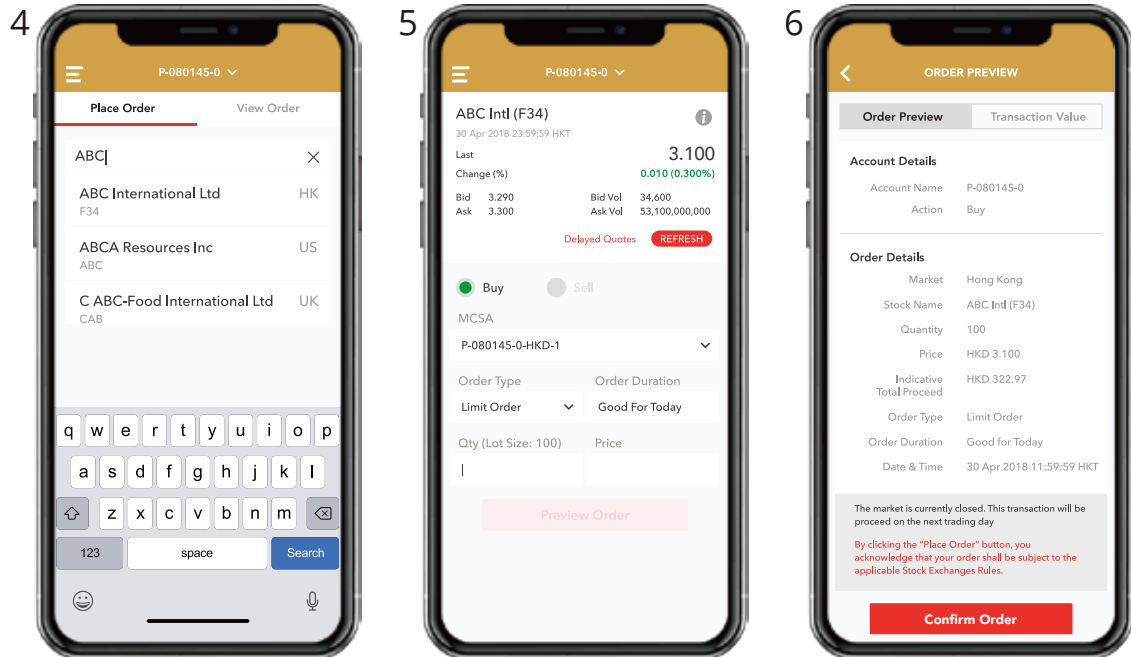 4
P-080145-0
Place Order View Order
ABC
ABC International Ltd HK
F34
ABCA Resources Inc US
ABC
C ABC-Food International Ltd UK
CAB
q w e r t y u i o p
a s d f g h j k l
z x c v b n m
123 space Search
5
P-080145-0
ABC Intl (F34)
30 Apr 2018 23:59:59 HKT
Last 3.100
Change (%) 0.010 (0.300%)
Bid 3.290 Bid Vol 34,600
Ask 3.300 Ask Vol 53,100,000,000
Delayed Quotes REFRESH
Buy Sell
MCSA
P-080145-0-HKD-1
Order Type Order Duration
Limit Order Good For Today
Qty (Lot Size: 100) Price
Preview Order
6
ORDER PREVIEW
Order Preview Transaction Value
Account Details
Account Name P-080145-0
Action Buy
Order Details
Market Hong Kong
Stock Name ABC Intl (F34)
Quantity 100
Price HKD 3.100
Indicative HKD 322.97
Total Proceed
Order Type Limit Order
Order Duration Good for Today
Date & Time 30 Apr 2018 11:59:59 HKT
The market is currently closed. This transaction will be
proceed on the next trading day
By clicking the “Place Order” button, you
acknowledge that your order shall be subject to the
applicable Stock Exchanges Rules.
Confirm Order